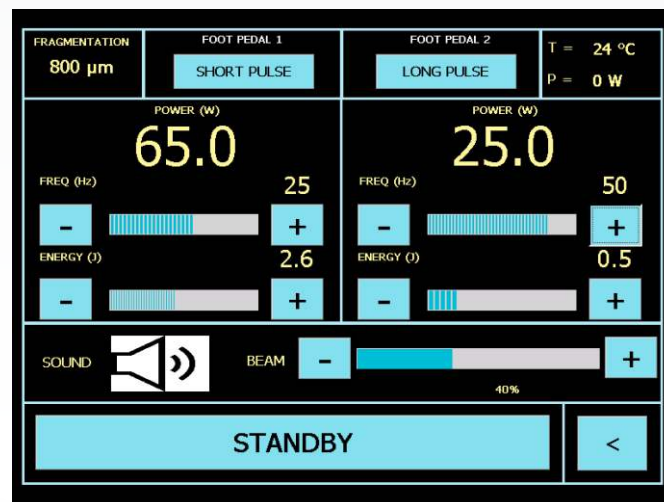 FRAGMENTATION
800 µm
FOOT PEDAL 1
SHORT PULSE
FOOT PEDAL 2
LONG PULSE
T = 24 °C
P = 0 W
POWER (W)
65.0
FREQ (Hz)
25
- +
ENERGY (J)
2.6
- +
POWER (W)
25.0
FREQ (Hz)
50
- +
ENERGY (J)
0.5
- +
SOUND
BEAM - +
40%
STANDBY
<